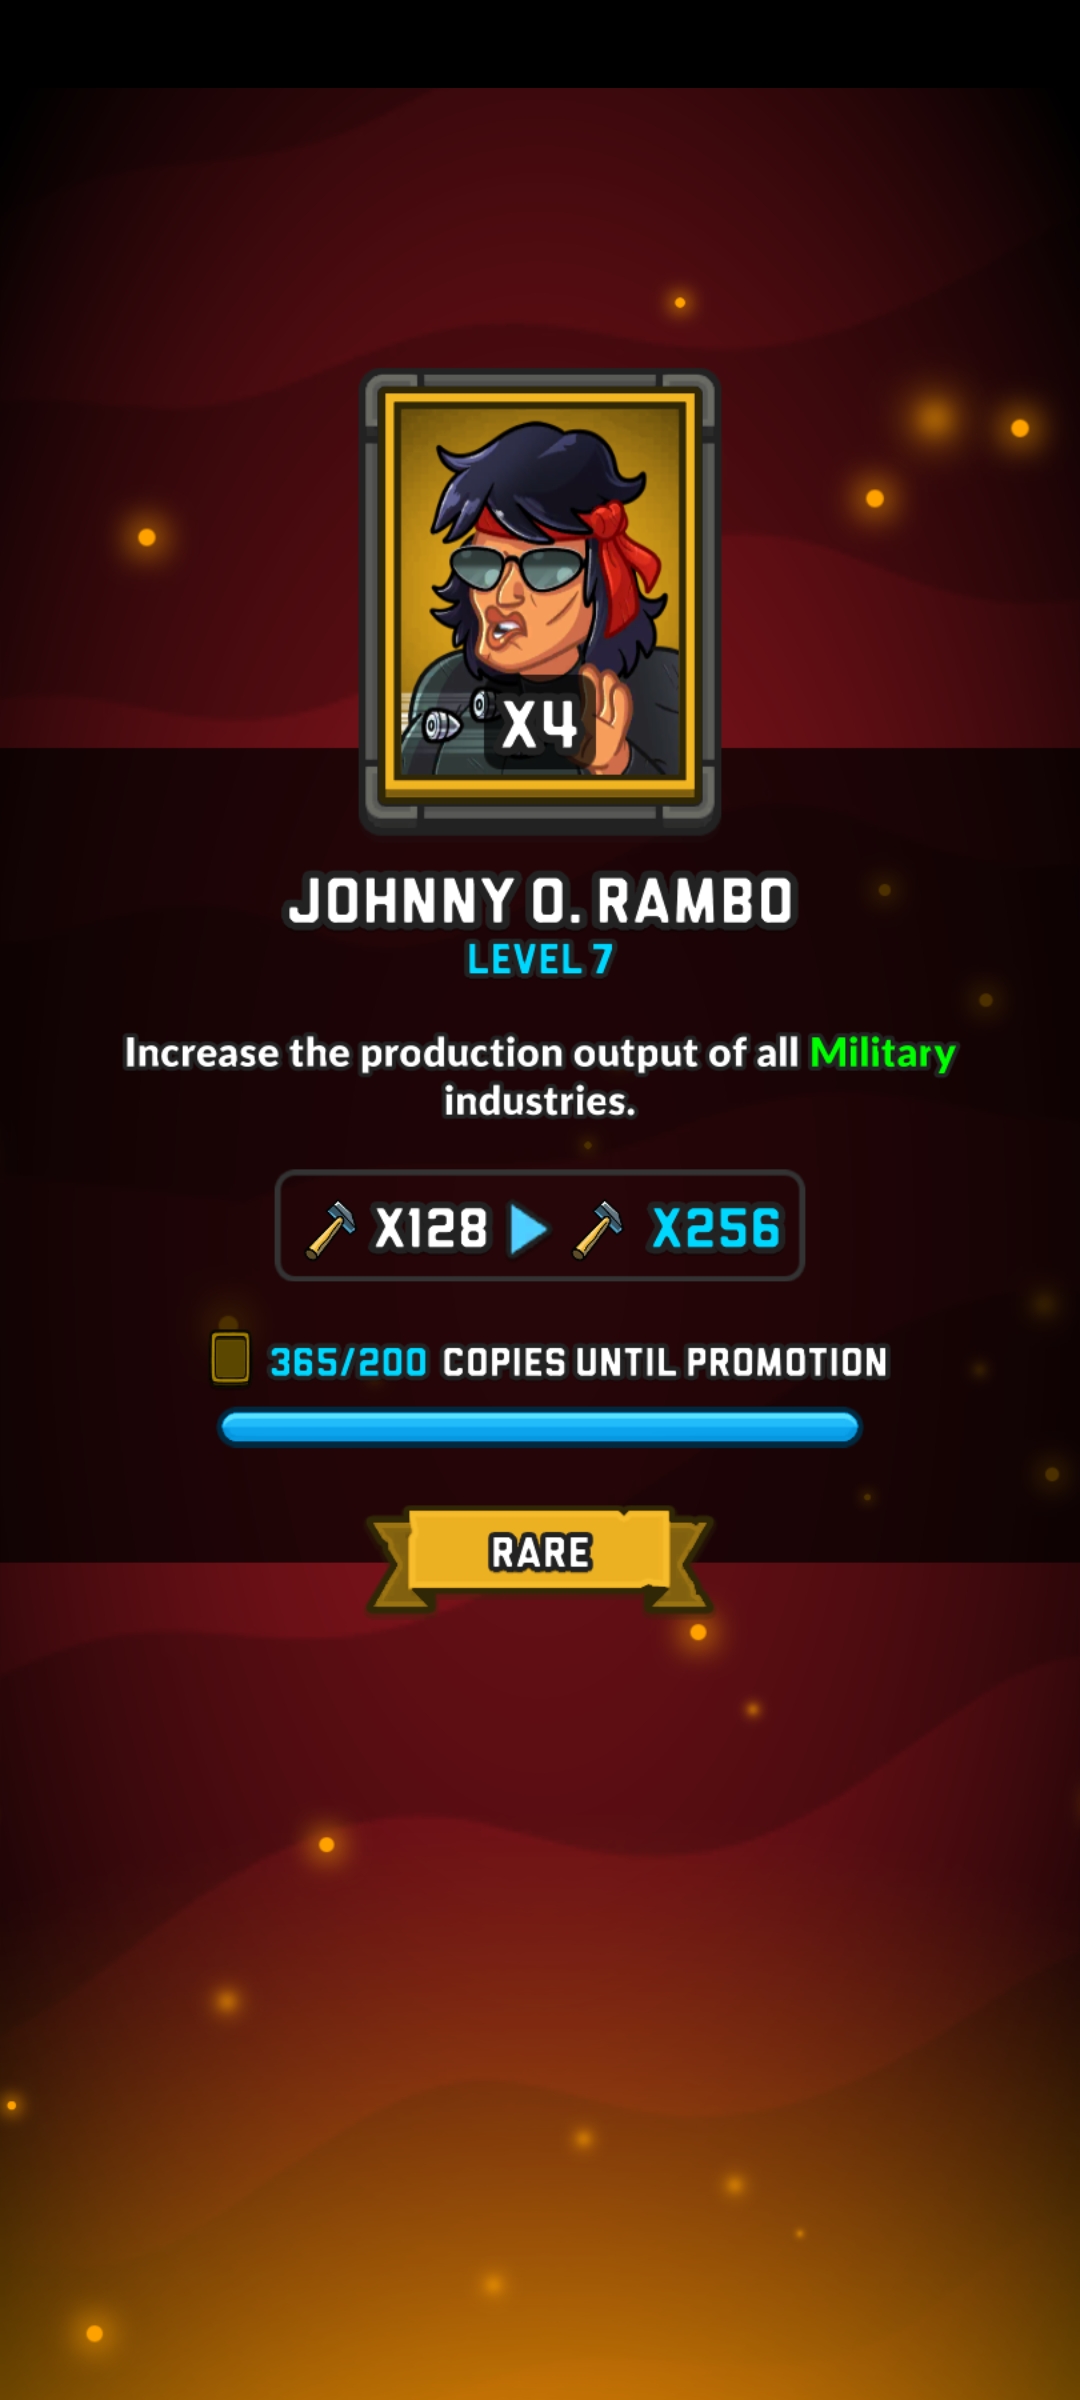 X4
JOHNNY O. RAMBO
LEVEL 7
Increase the production output of all Military
industries.
X128 X256
365/200 COPIES UNTIL PROMOTION
RARE